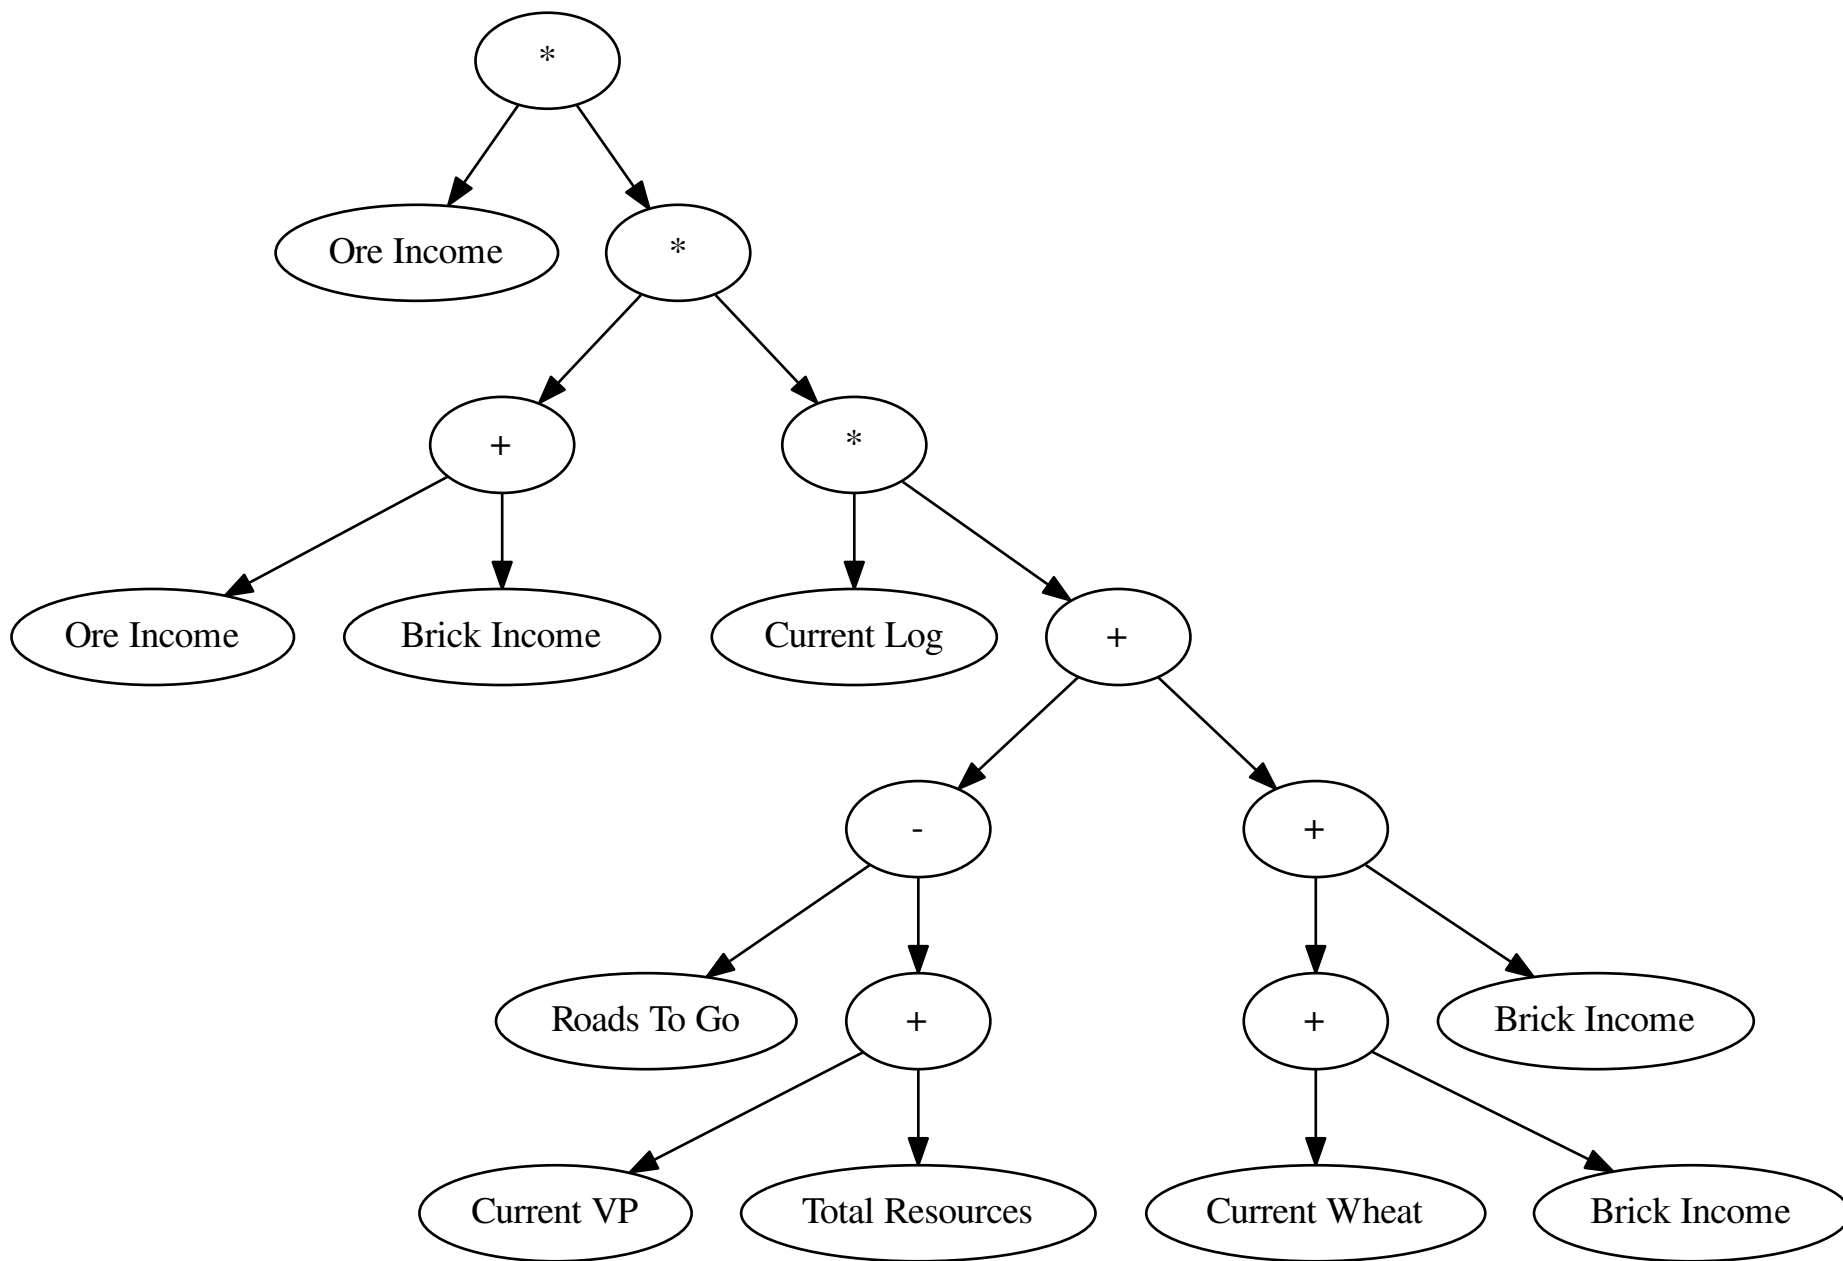 *
Ore Income
*
+
*
Ore Income
Brick Income
Current Log
+
-
+
Roads To Go
+
+
Brick Income
Current VP
Total Resources
Current Wheat
Brick Income